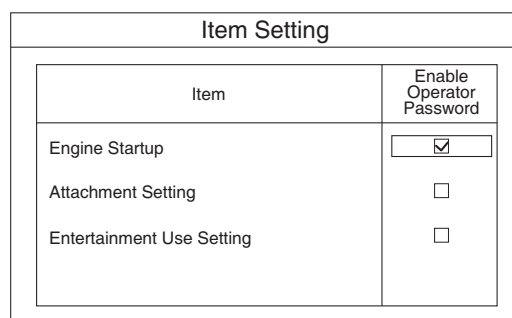 Item Setting
Item
Enable
Operator
Password
Engine Startup
Attachment Setting
Entertainment Use Setting